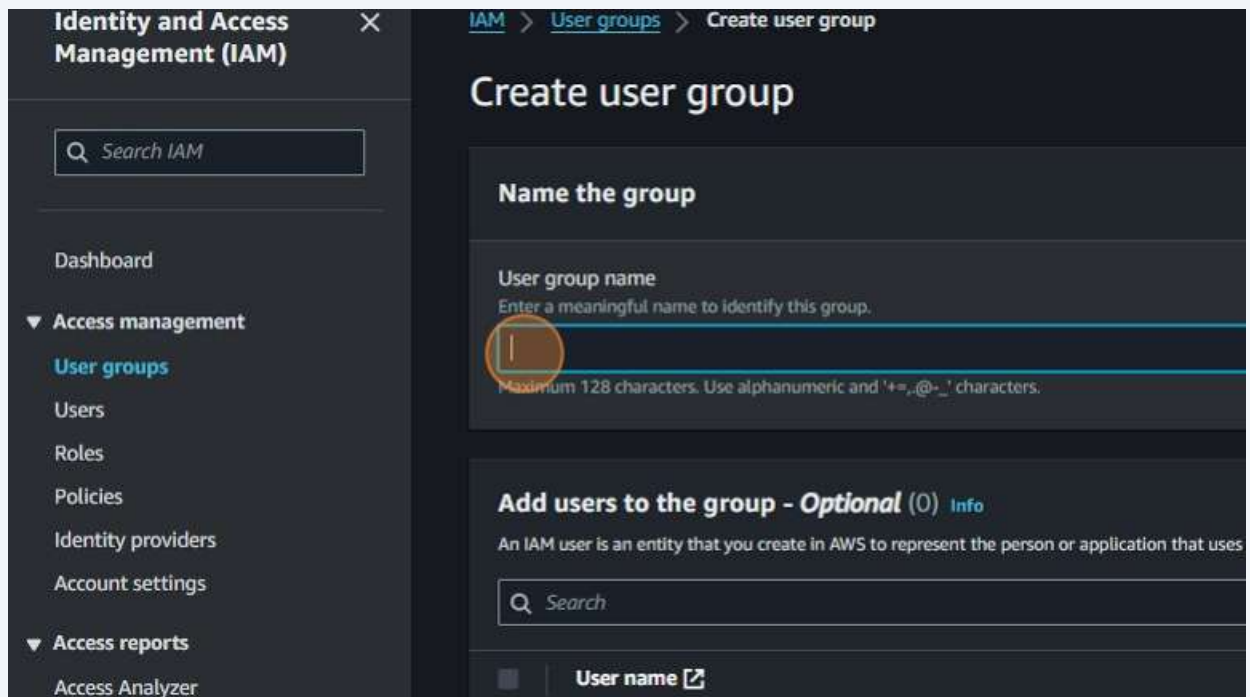 Identity and Access
Management (IAM)
Search IAM
Dashboard
Access management
User groups
Users
Roles
Policies
Identity providers
Account settings
Access reports
Access Analyzer
IAM > User groups > Create user group
Create user group
Name the group
User group name
Enter a meaningful name to identify this group.
Maximum 128 characters. Use alphanumeric and '+=,.@-_' characters.
Add users to the group - Optional (0) Info
An IAM user is an entity that you create in AWS to represent the person or application that uses
Search
User name